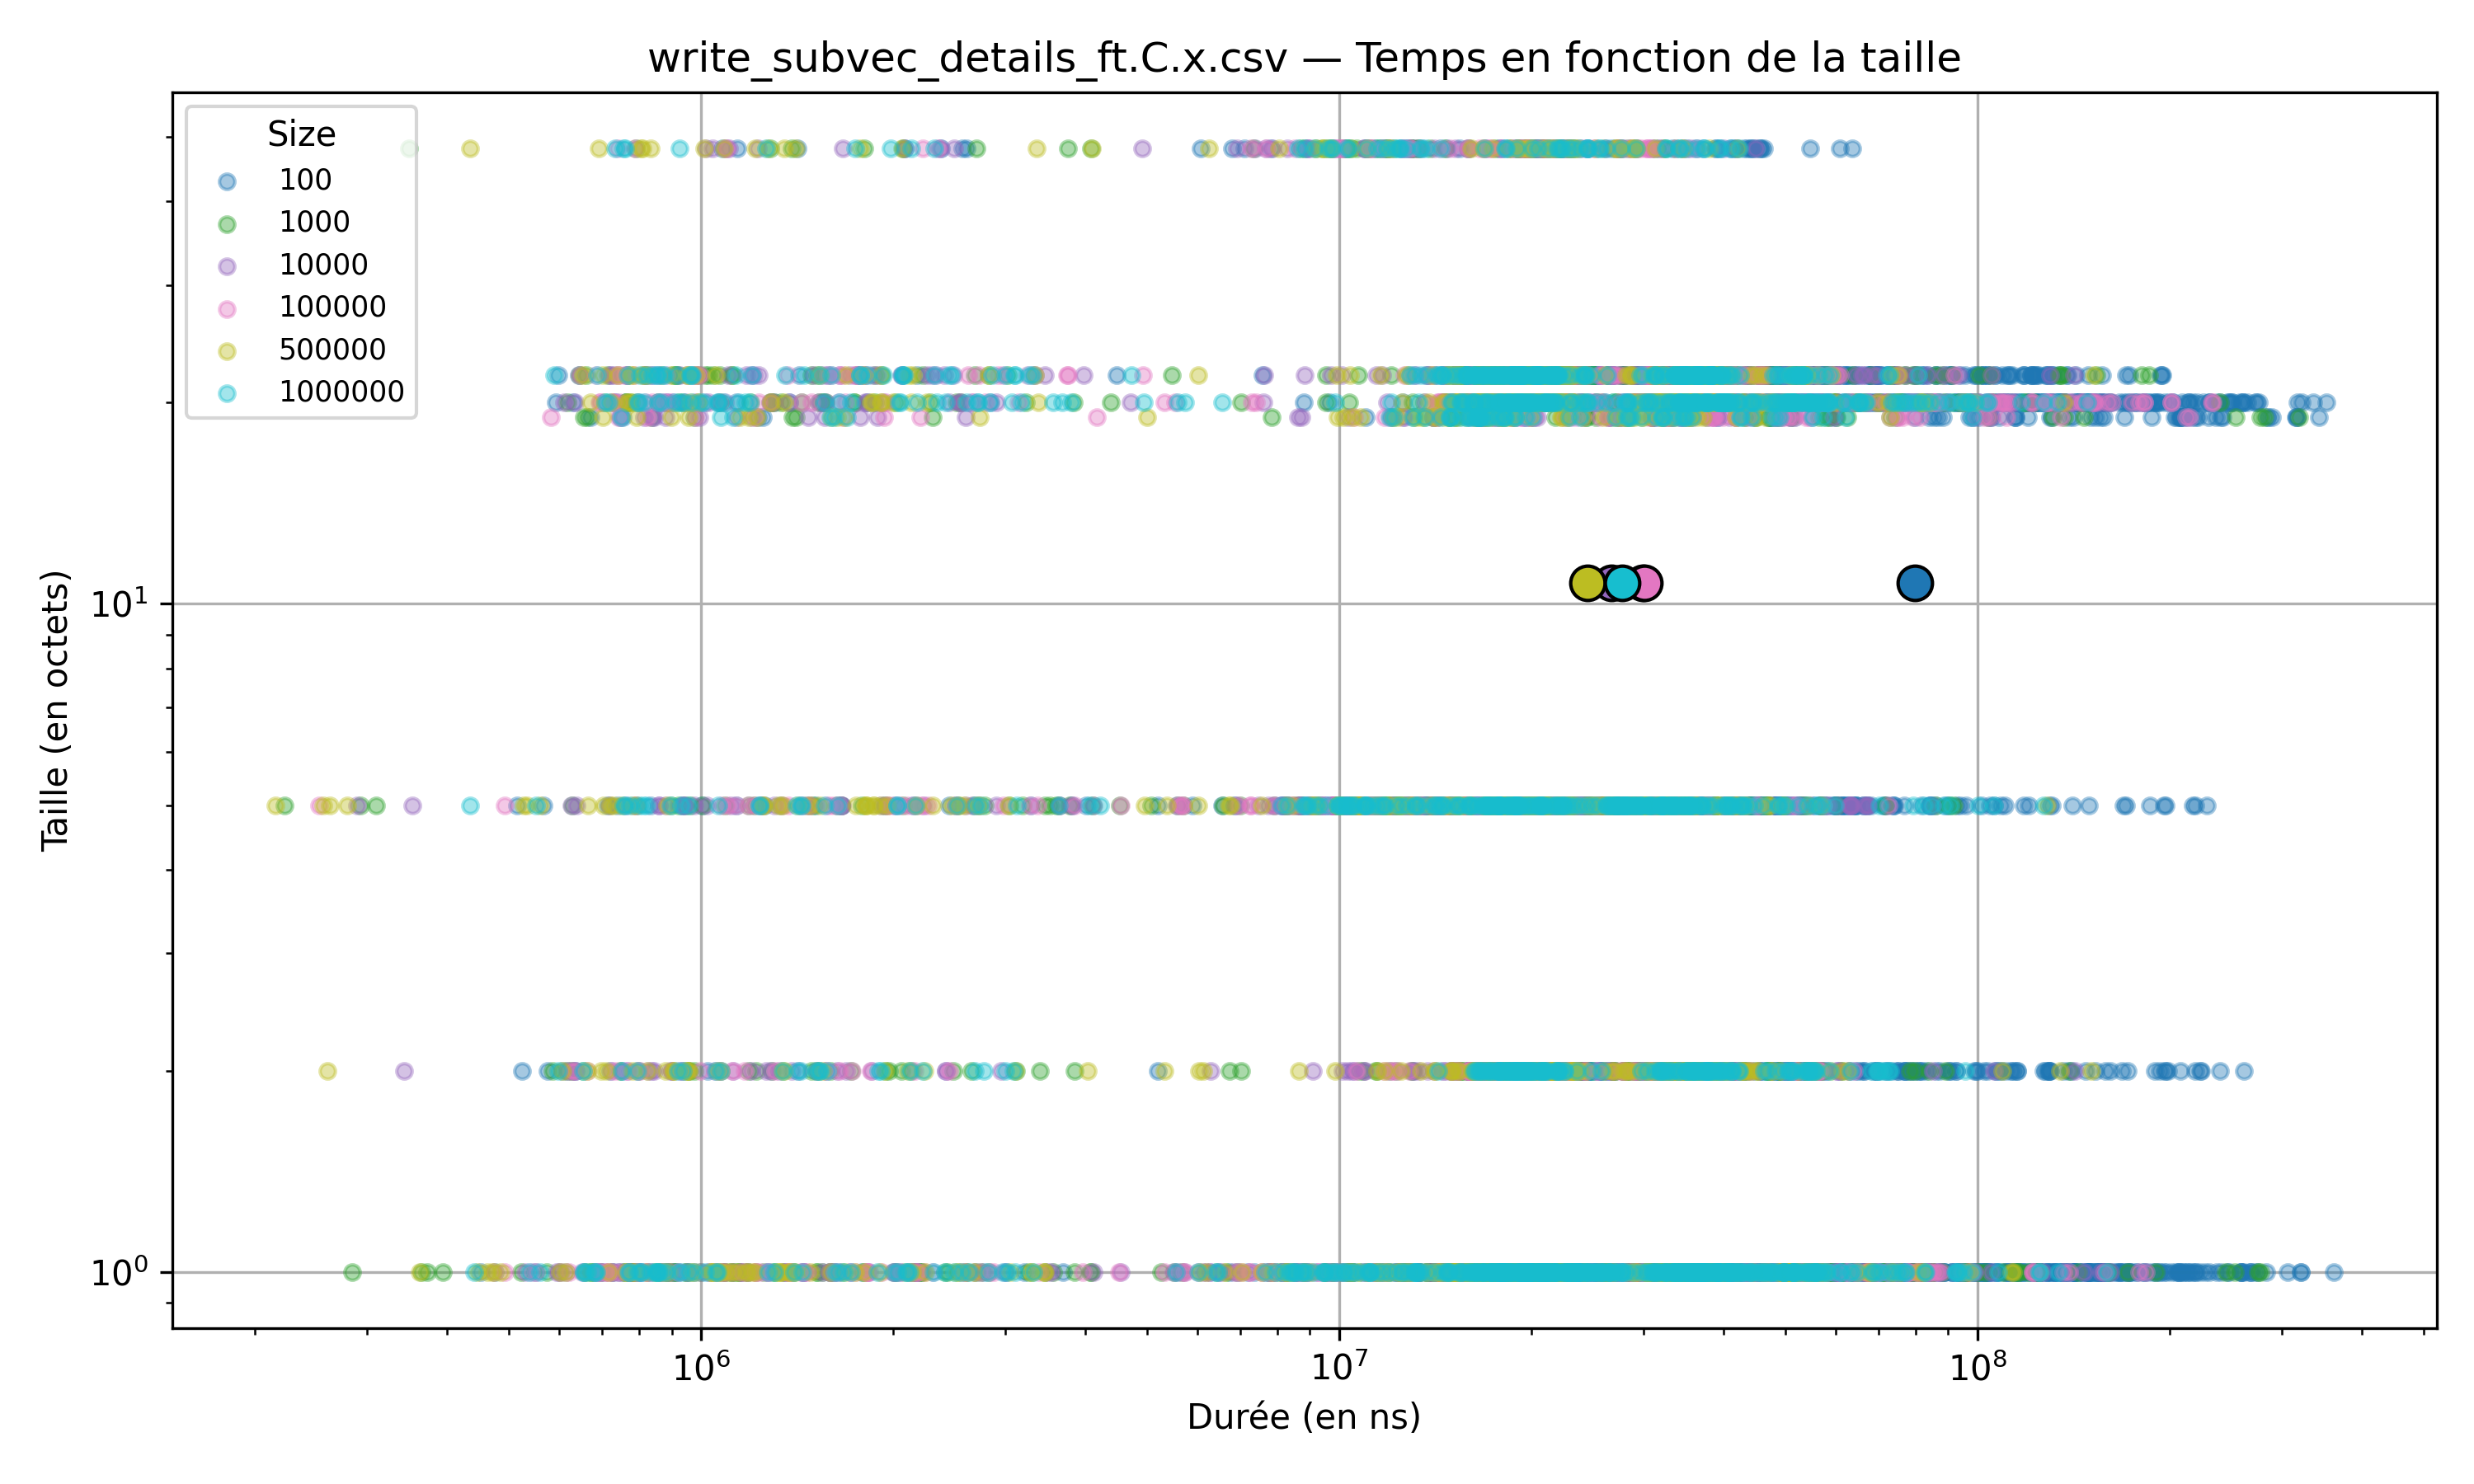 write_subvec_details_ft.C.x.csv — Temps en fonction de la taille
Size
100
1000
10000
100000
500000
1000000
Taille (en octets)
10¹
10⁰
10⁶
10⁷
10⁸
Durée (en ns)